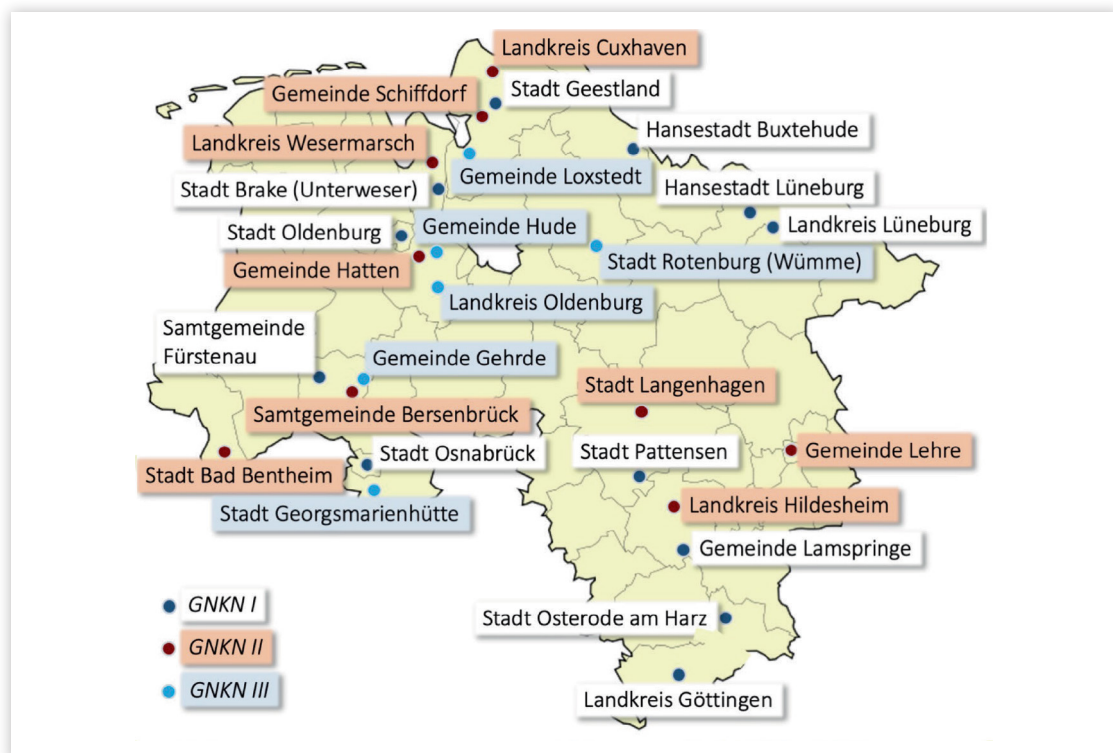 Landkreis Cuxhaven
Stadt Geestland
Gemeinde Schiffdorf
Hansestadt Buxtehude
Landkreis Wesermarsch
Gemeinde Loxstedt
Stadt Brake (Unterweser)
Hansestadt Lüneburg
Landkreis Lüneburg
Stadt Oldenburg
Gemeinde Hude
Gemeinde Hatten
Stadt Rotenburg (Wümme)
Landkreis Oldenburg
Samtgemeinde
Fürstenau
Gemeinde Gehrde
Stadt Langenhagen
Samtgemeinde Bersenbrück
Stadt Osnabrück
Stadt Pattensen
Gemeinde Lehre
Stadt Bad Bentheim
Landkreis Hildesheim
Stadt Georgsmarienhütte
Gemeinde Lamspringe
Stadt Osterode am Harz
Landkreis Göttingen
GNKN I
GNKN II
GNKN III